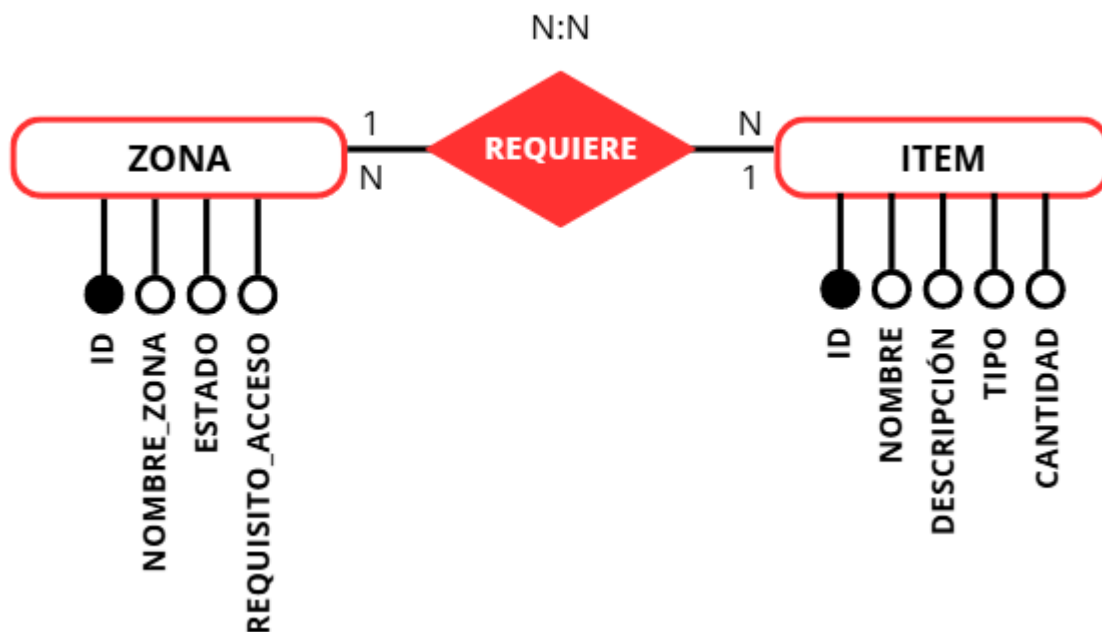 N:N
1
N
ZONA
REQUIERE
N
1
ITEM
ID
NOMBRE_ZONA
ESTADO
REQUISITO_ACCESO
ID
NOMBRE
DESCRIPCIÓN
TIPO
CANTIDAD